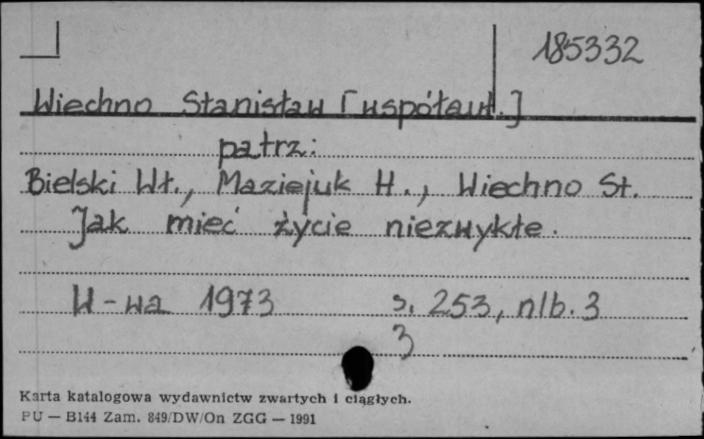 185332
Wiechno Stanisław [współaut.]
patrz:
Bielski Wł., Maziejuk H., Wiechno St.
Jak mieć życie niezwykłe.
W-wa 1973 s. 253, nlb. 3
3
Karta katalogowa wydawnictw zwartych i ciągłych.
PU — B144 Zam. 849/DW/On ZGG — 1991